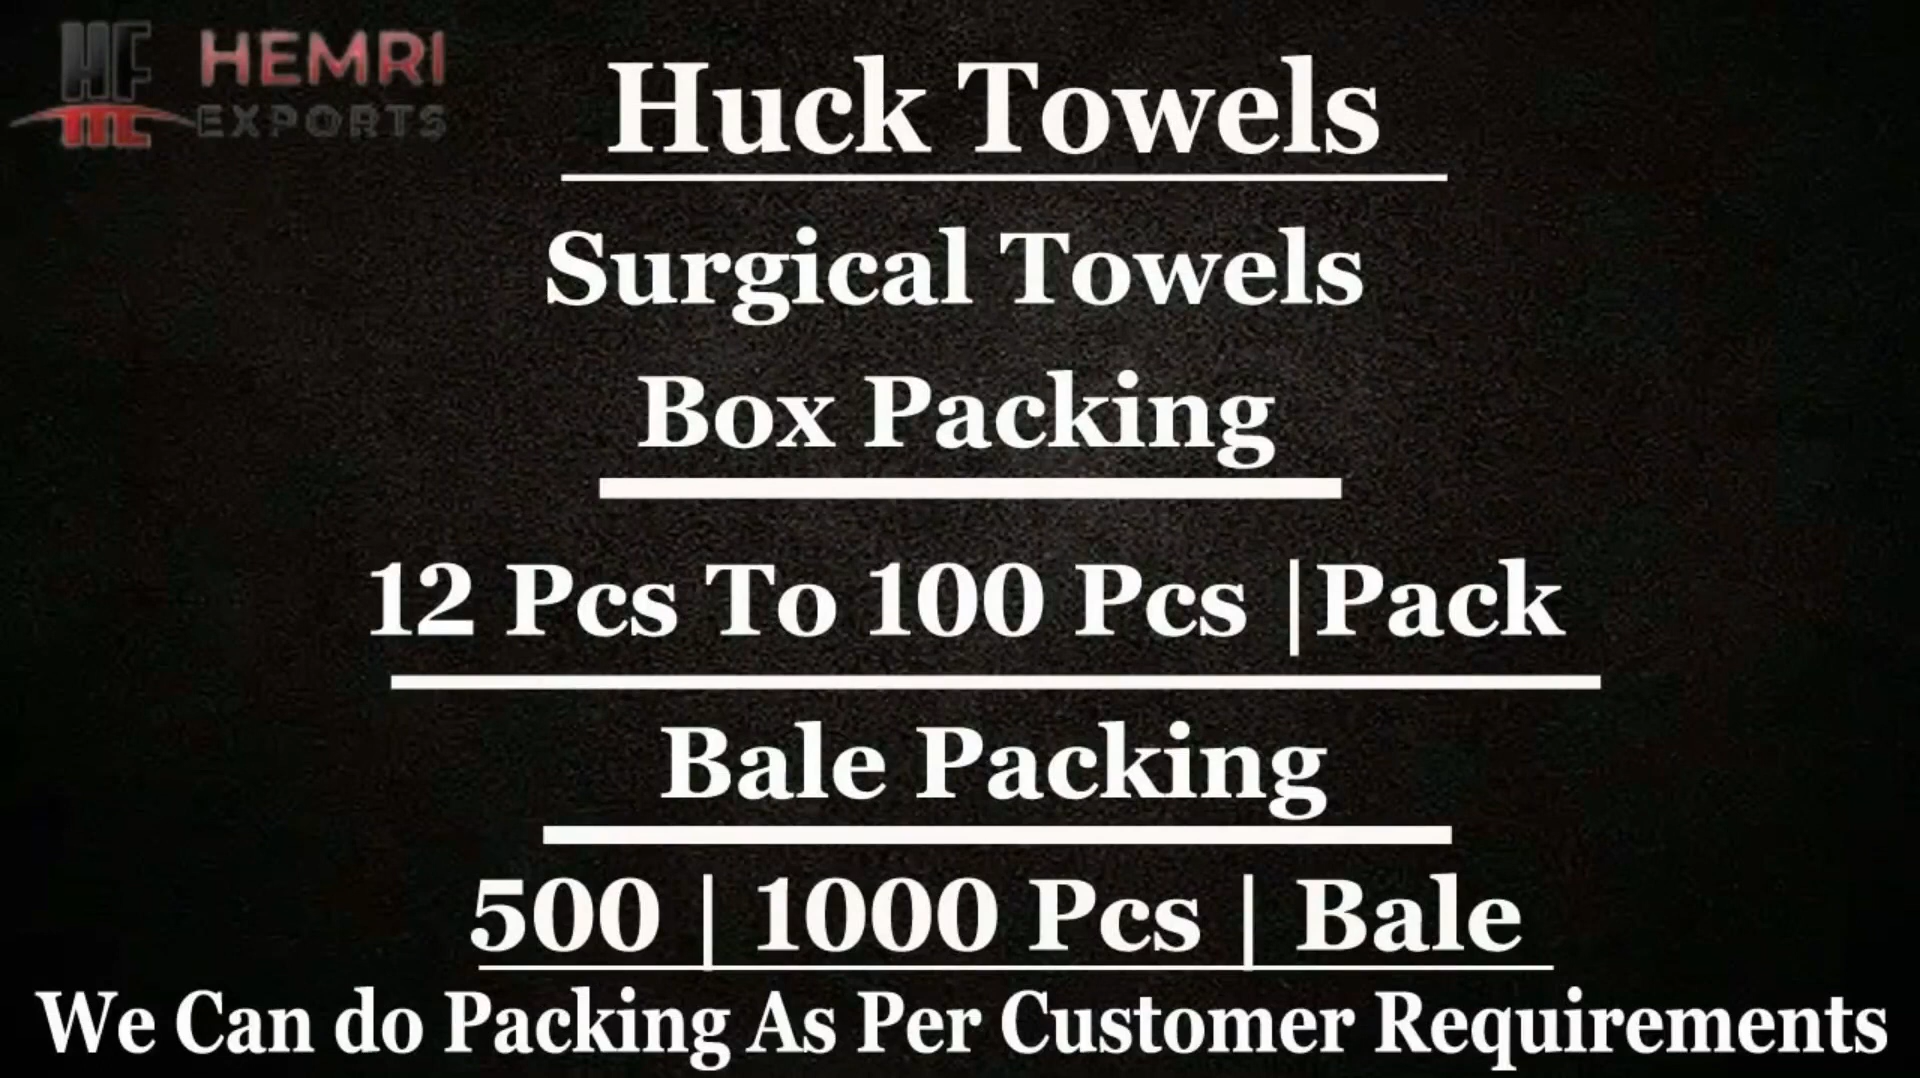 HEMRI
EXPORTS
Huck Towels
Surgical Towels
Box Packing
12 Pcs To 100 Pcs |Pack
Bale Packing
500 | 1000 Pcs | Bale
We Can do Packing As Per Customer Requirements